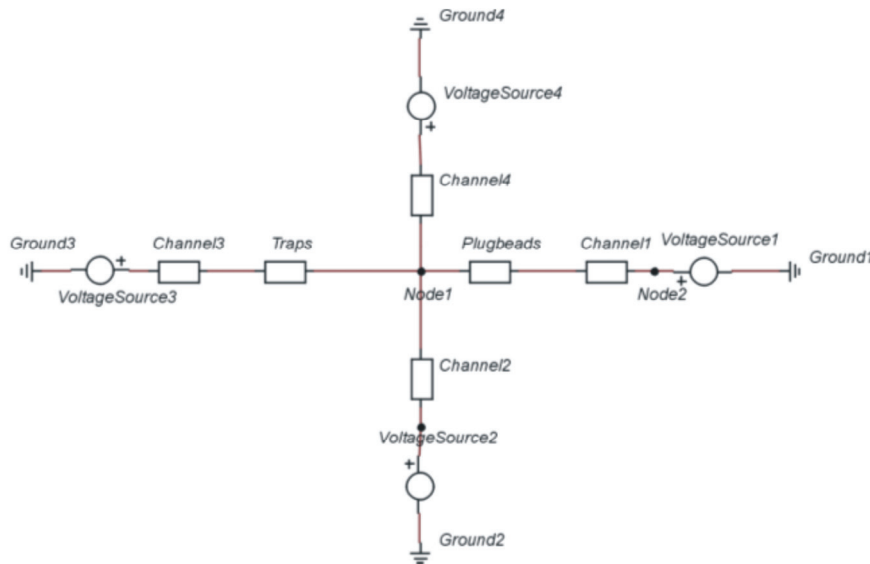 Ground4
VoltageSource4
+
Channel4
Ground3
+
Channel3
Traps
Plugbeads
Channel1
VoltageSource1
Ground1
VoltageSource3
Node1
Node2
+
Channel2
VoltageSource2
+
Ground2